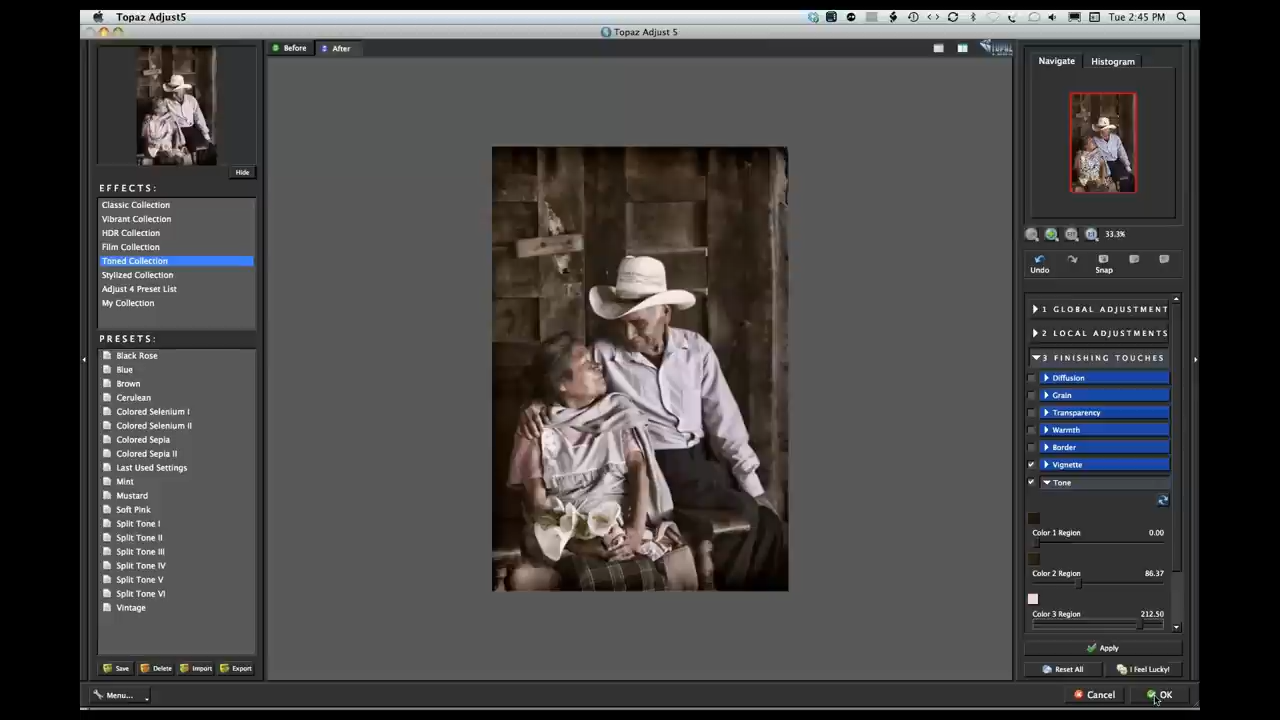 Topaz Adjust5
Tue 2:45 PM
Topaz Adjust 5
Before
After
TOPAZ
Navigate
Histogram
Hide
EFFECTS:
Classic Collection
Vibrant Collection
HDR Collection
Film Collection
Toned Collection
Stylized Collection
Adjust 4 Preset List
My Collection
33.3%
Undo
Snap
1 GLOBAL ADJUSTMENT
2 LOCAL ADJUSTMENTS
3 FINISHING TOUCHES
Diffusion
Grain
Transparency
Warmth
Border
Vignette
Tone
Color 1 Region 0.00
Color 2 Region 86.37
Color 3 Region 212.50
PRESETS:
Black Rose
Blue
Brown
Cerulean
Colored Selenium I
Colored Selenium II
Colored Sepia
Colored Sepia II
Last Used Settings
Mint
Mustard
Soft Pink
Split Tone I
Split Tone II
Split Tone III
Split Tone IV
Split Tone V
Split Tone VI
Vintage
Apply
Save
Delete
Import
Export
Reset All
I Feel Lucky!
Menu...
Cancel
OK